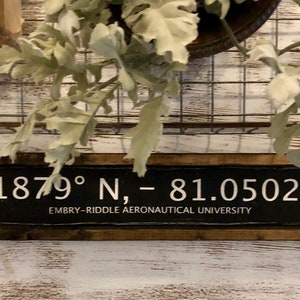 1879° N, - 81.0502
EMBRY-RIDDLE AERONAUTICAL UNIVERSITY